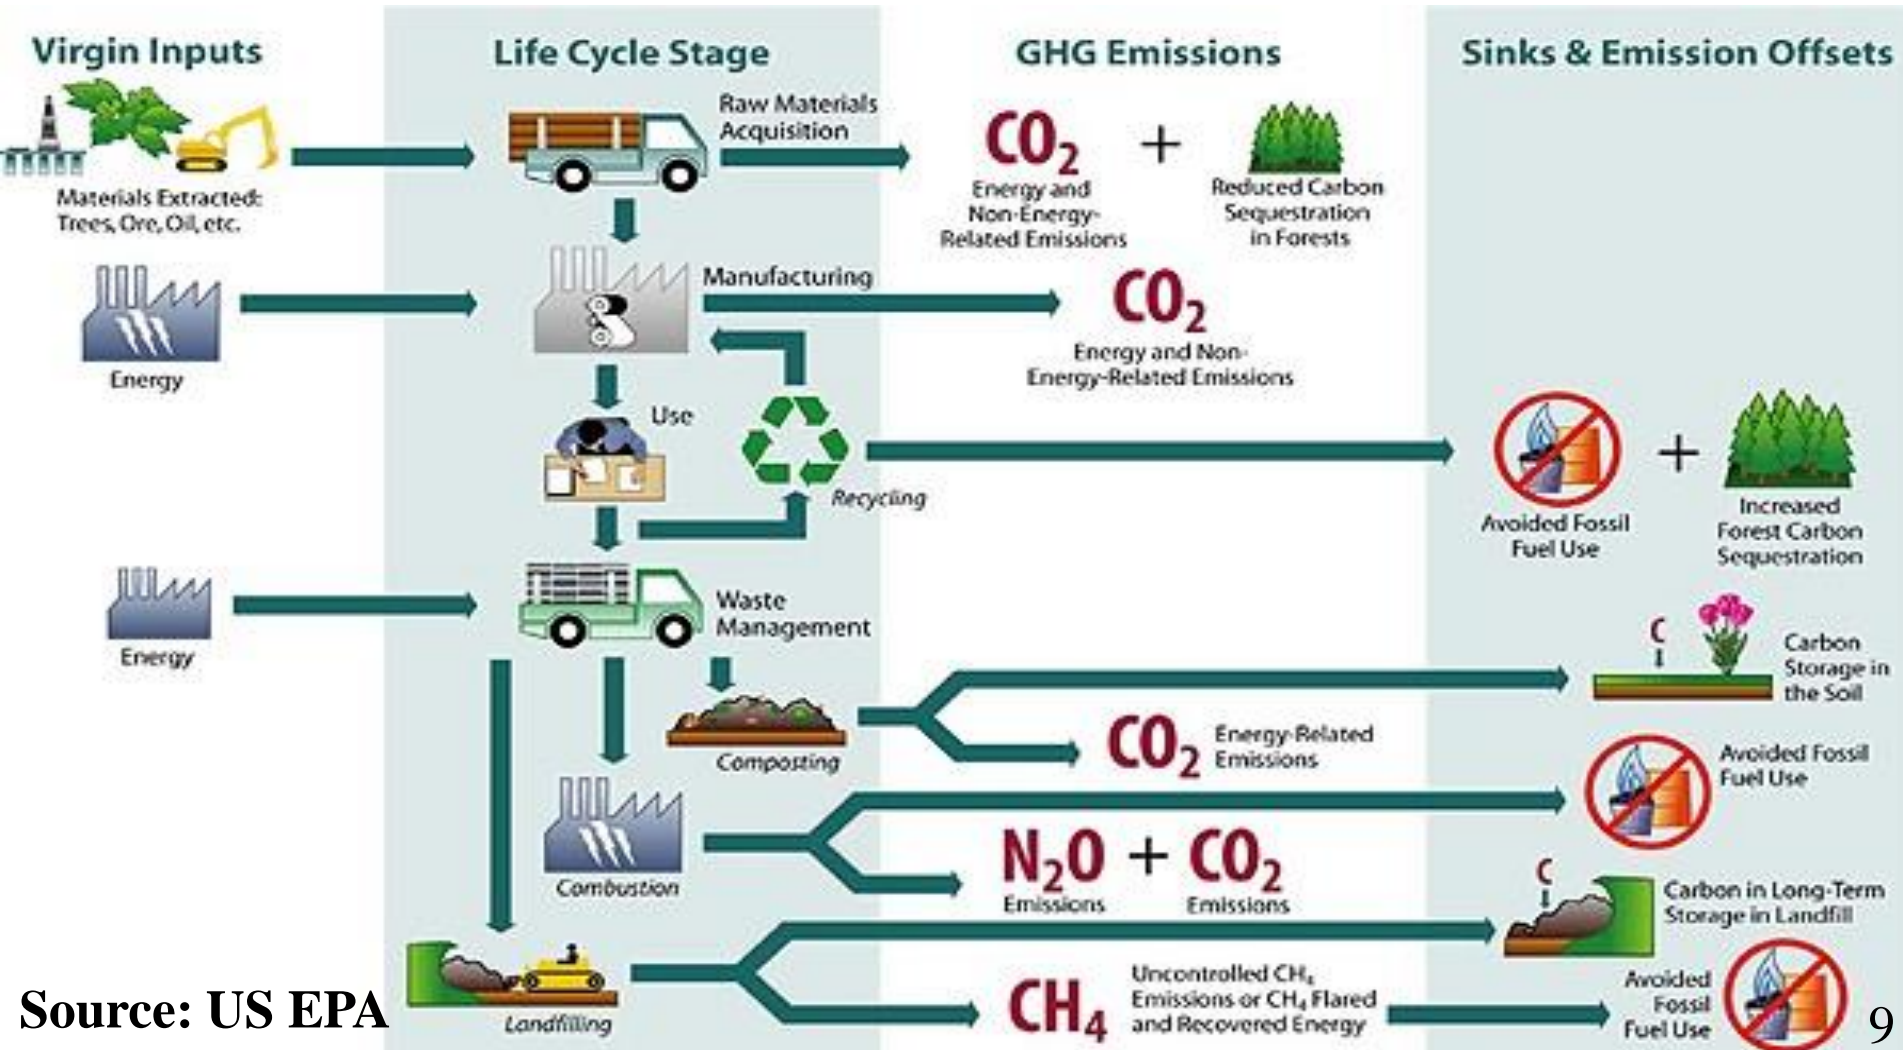 Virgin Inputs
Life Cycle Stage
GHG Emissions
Sinks & Emission Offsets
Materials Extracted:
Trees, Ore, Oil, etc.
Raw Materials
Acquisition
CO2
Energy and
Non-Energy-
Related Emissions
+
Reduced Carbon
Sequestration
in Forests
Energy
Manufacturing
CO2
Energy and Non-
Energy-Related Emissions
Use
Recycling
Avoided Fossil
Fuel Use
+
Increased
Forest Carbon
Sequestration
Energy
Waste
Management
Composting
C
Carbon
Storage in
the Soil
CO2
Energy-Related
Emissions
Combustion
Avoided Fossil
Fuel Use
N2O + CO2
Emissions
Emissions
C
Carbon in Long-Term
Storage in Landfill
Landfilling
CH4
Uncontrolled CH4
Emissions or CH4 Flared
and Recovered Energy
Avoided
Fossil
Fuel Use
Source: US EPA
9